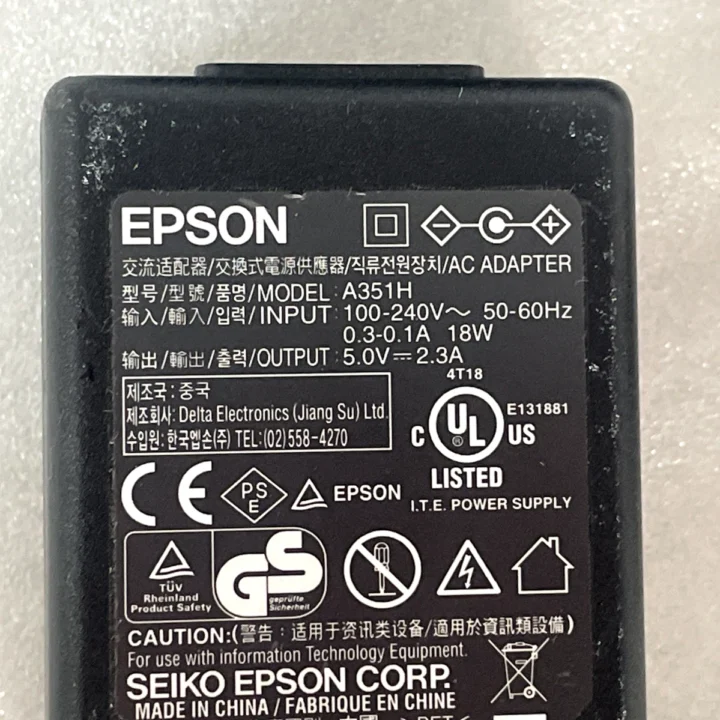 EPSON
交流适配器/交換式電源供應器/직류전원장치/AC ADAPTER
型号/型號/품명/MODEL : A351H
输入/輸入/입력/INPUT : 100-240V～ 50-60Hz
0.3-0.1A 18W
输出/輸出/출력/OUTPUT : 5.0V⎓2.3A
4T18
제조국 : 중국
제조회사: Delta Electronics (Jiang Su) Ltd.
수입원: 한국엡손(주) TEL:(02) 558-4270
C UL ® US
E131881
LISTED
I.T.E. POWER SUPPLY
CE
PS
E
EPSON
TÜV
Rheinland
Product Safety
GS
geprüfte
Sicherheit
CAUTION:(警告：适用于资讯类设备/適用於資訊類設備)
For use with information Technology Equipment.
SEIKO EPSON CORP.
MADE IN CHINA / FABRIQUE EN CHINE